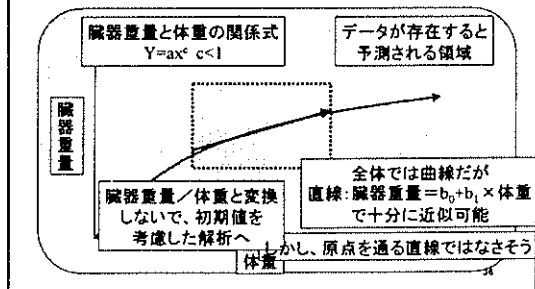 臓器重量と体重の関係式
Y=axᶜ c<1
データが存在すると
予測される領域
臓器重量
臓器重量/体重と変換
しないで、初期値を
考慮した解析へ
全体では曲線だが
直線:臓器重量=b₀+b₁×体重
で十分に近似可能
しかし、原点を通る直線ではなさそう
体重